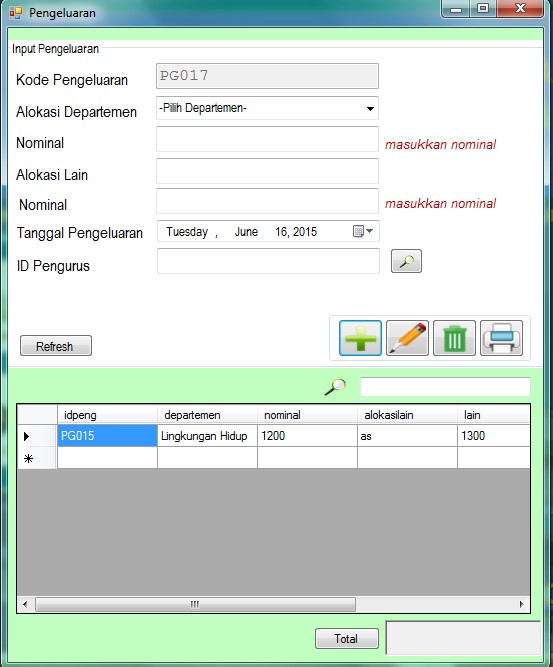 Pengeluaran
Input Pengeluaran
Kode Pengeluaran PG017
Alokasi Departemen -Pilih Departemen-
Nominal masukkan nominal
Alokasi Lain
Nominal masukkan nominal
Tanggal Pengeluaran Tuesday , June 16, 2015
ID Pengurus
Refresh
idpeng departemen nominal alokasilain lain
PG015 Lingkungan Hidup 1200 as 1300
Total